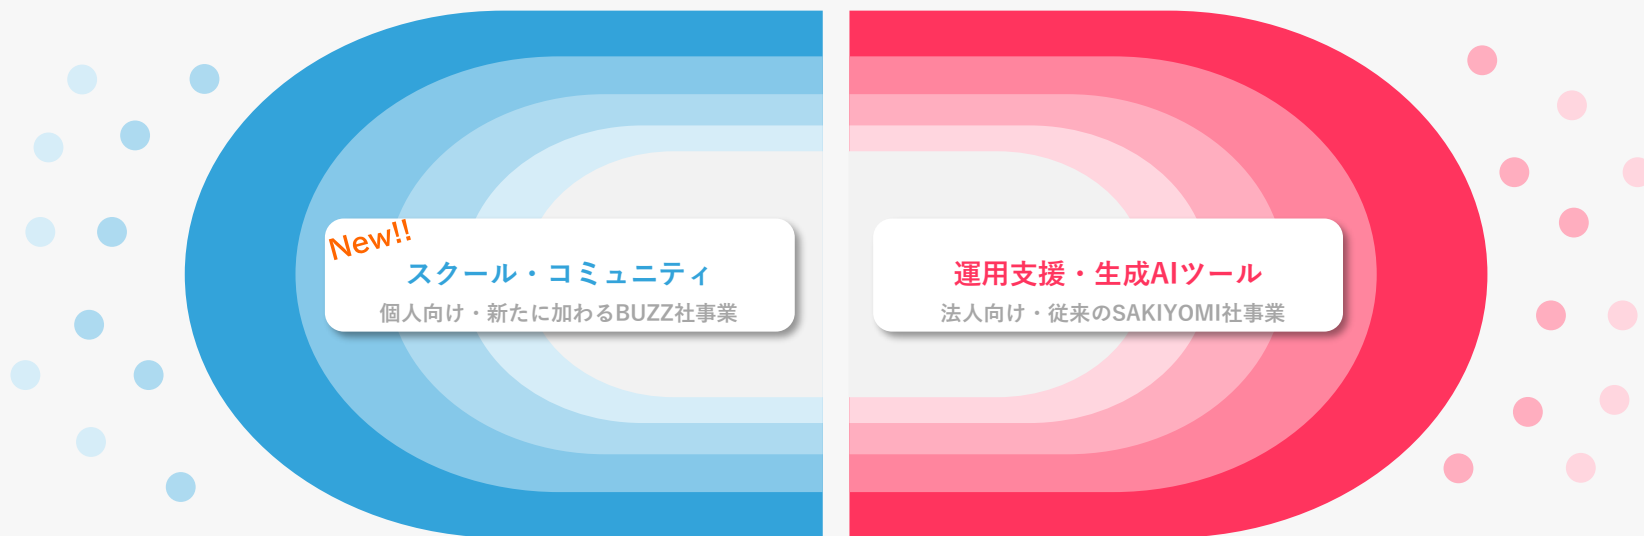 New!!
スクール・コミュニティ
個人向け・新たに加わるBUZZ社事業
運用支援・生成AIツール
法人向け・従来のSAKIYOMI社事業